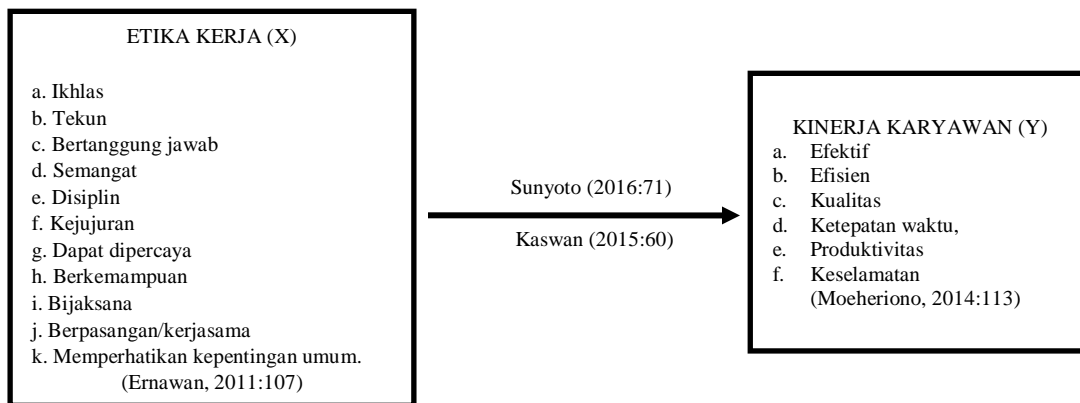 ETIKA KERJA (X)
a. Ikhlas
b. Tekun
c. Bertanggung jawab
d. Semangat
e. Disiplin
f. Kejujuran
g. Dapat dipercaya
h. Berkemampuan
i. Bijaksana
j. Berpasangan/kerjasama
k. Memperhatikan kepentingan umum.
(Ernawan, 2011:107)
Sunyoto (2016:71)
Kaswan (2015:60)
KINERJA KARYAWAN (Y)
a. Efektif
b. Efisien
c. Kualitas
d. Ketepatan waktu,
e. Produktivitas
f. Keselamatan
(Moeheriono, 2014:113)